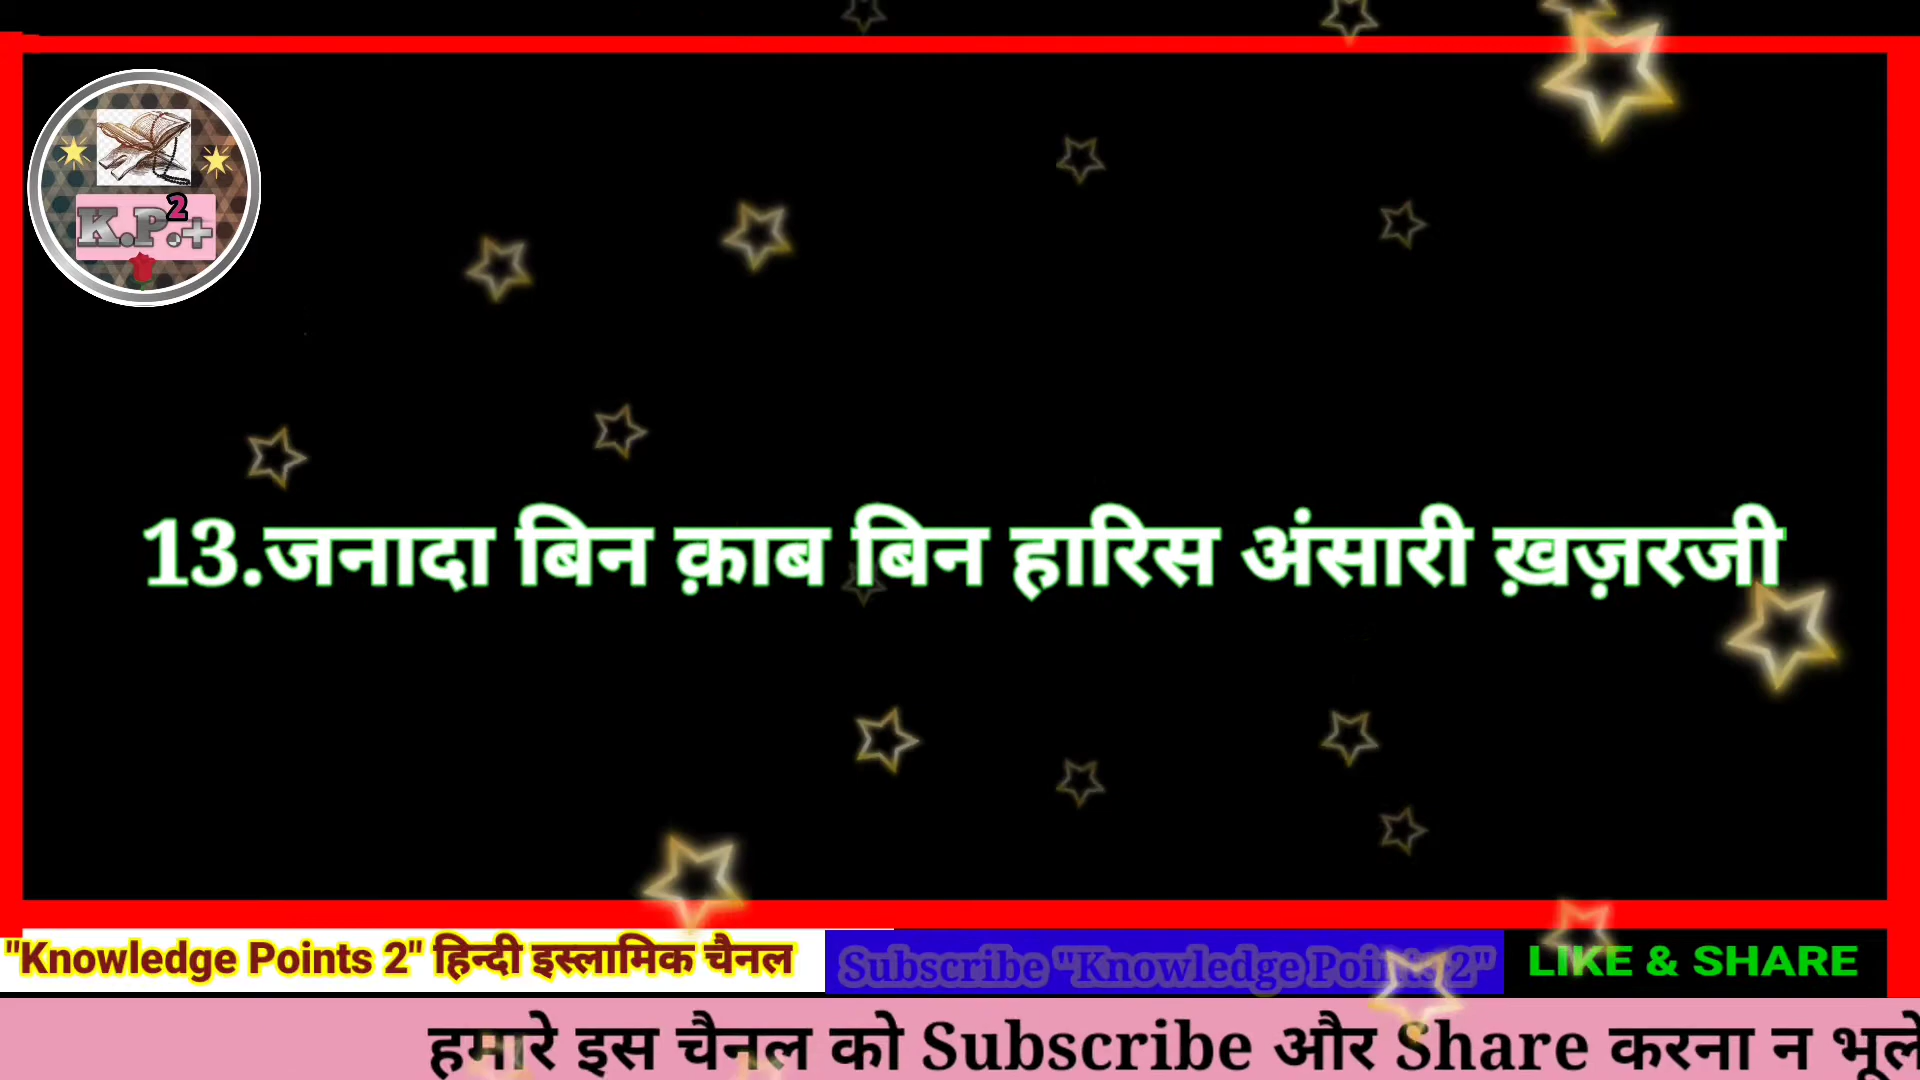 K.P.²+
13.जनादा बिन क़ाब बिन हारिस अंसारी ख़ज़रजी
"Knowledge Points 2" हिन्दी इस्लामिक चैनल
Subscribe "Knowledge Points 2"
LIKE & SHARE
हमारे इस चैनल को Subscribe और Share करना न भूले